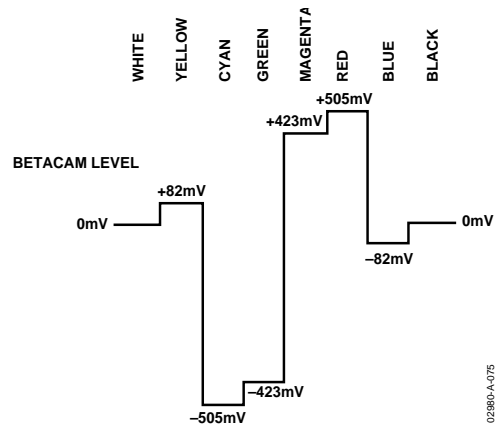 WHITE
YELLOW
CYAN
GREEN
MAGENTA
RED
BLUE
BLACK
+505mV
+423mV
BETACAM LEVEL
+82mV
0mV
0mV
–82mV
–423mV
–505mV
02980-A-075